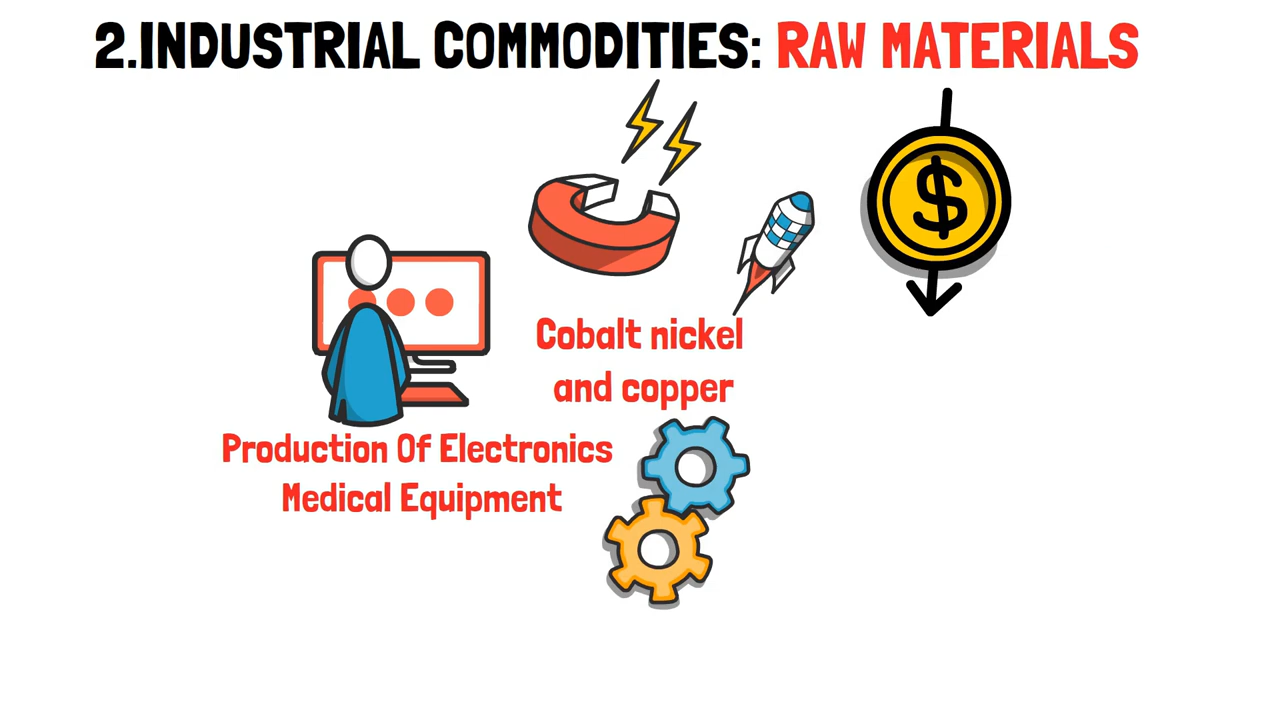 2.INDUSTRIAL COMMODITIES: RAW MATERIALS
$
Cobalt nickel
and copper
Production Of Electronics
Medical Equipment